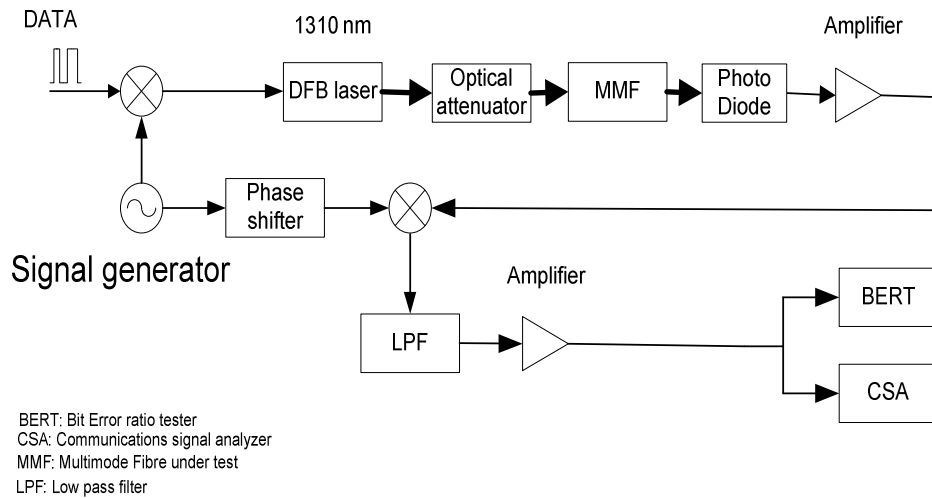 DATA
1310 nm
Amplifier
DFB laser
Optical
attenuator
MMF
Photo
Diode
Phase
shifter
Signal generator
Amplifier
LPF
BERT
CSA
BERT: Bit Error ratio tester
CSA: Communications signal analyzer
MMF: Multimode Fibre under test
LPF: Low pass filter